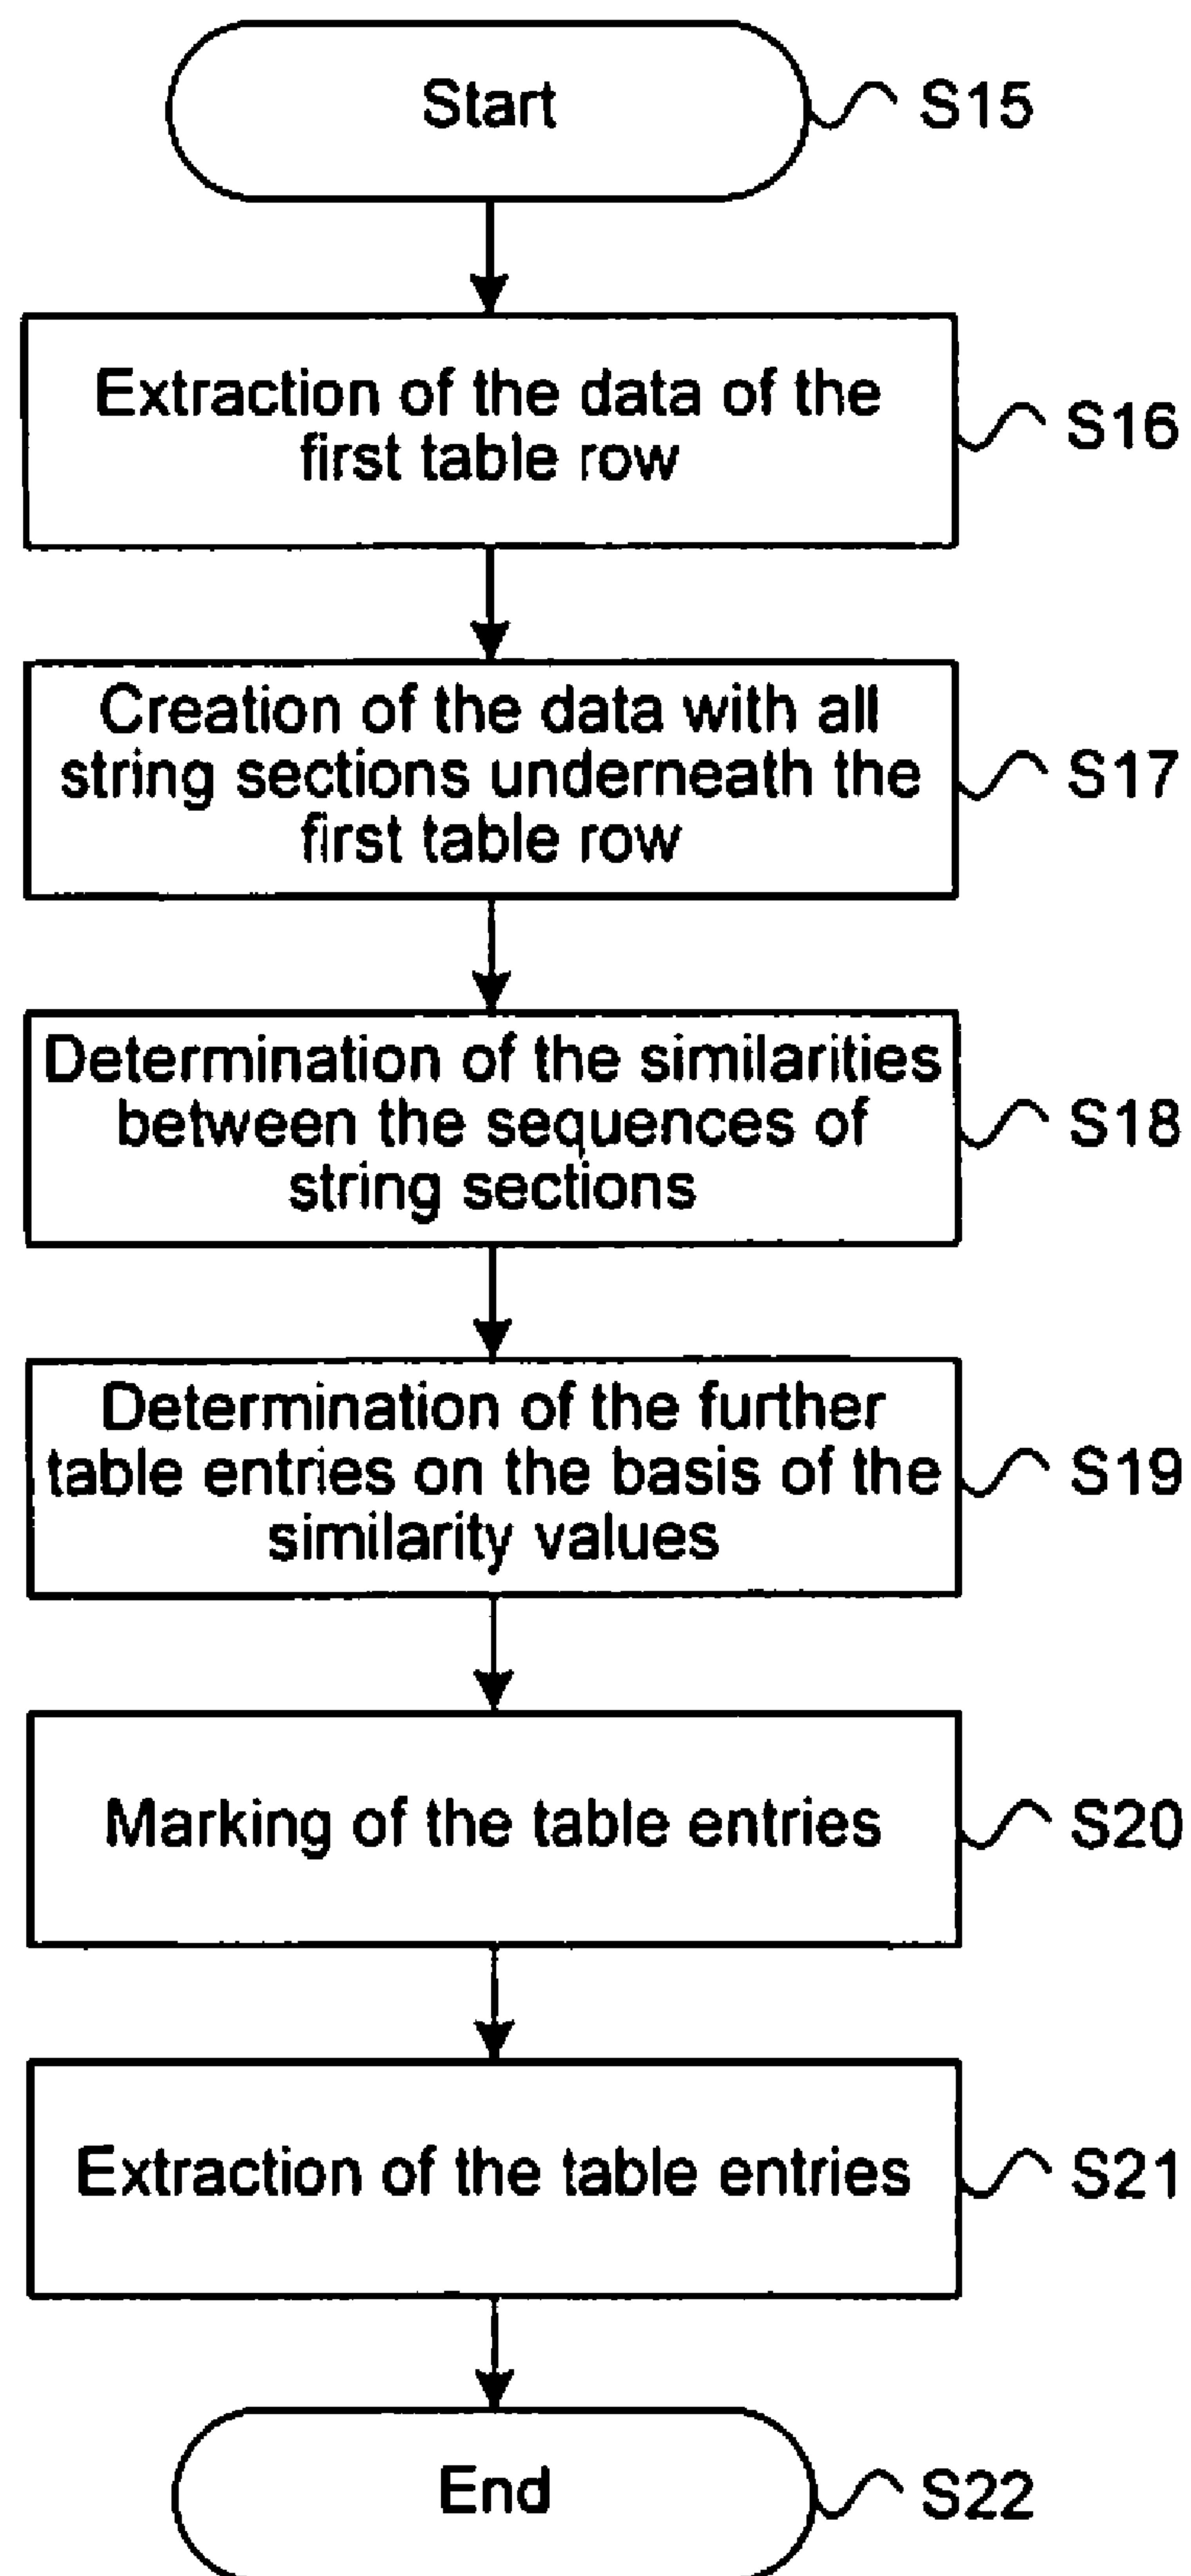 Start
S15
Extraction of the data of the
first table row
S16
Creation of the data with all
string sections underneath the
first table row
S17
Determination of the similarities
between the sequences of
string sections
S18
Determination of the further
table entries on the basis of the
similarity values
S19
Marking of the table entries
S20
Extraction of the table entries
S21
End
S22